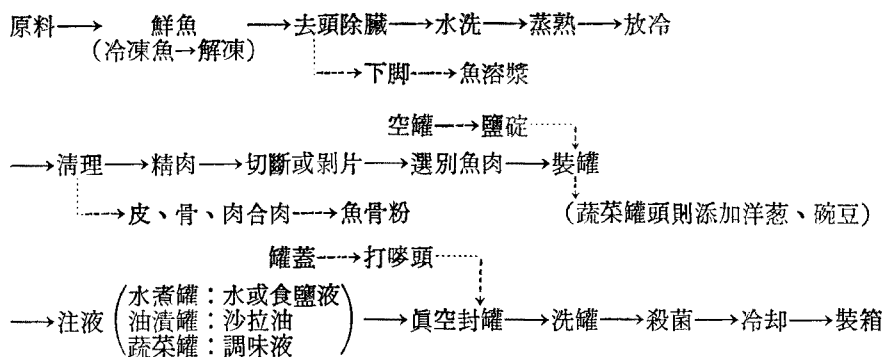 原料⟶鮮魚⟶去頭除臟⟶水洗⟶蒸熟⟶放冷
(冷凍魚→解凍)
下脚⇢魚溶漿
空罐⇢鹽碇
⟶清理⟶精肉⟶切斷或剥片⟶選別魚肉⟶裝罐
皮、骨、肉合肉⇢魚骨粉 (蔬菜罐頭則添加洋葱、碗豆)
罐蓋⇢打嘜頭
水煮罐:水或食鹽液
⟶注液 油漬罐:沙拉油 ⟶眞空封罐⟶洗罐⟶殺菌⟶冷却⟶裝箱
蔬菜罐:調味液